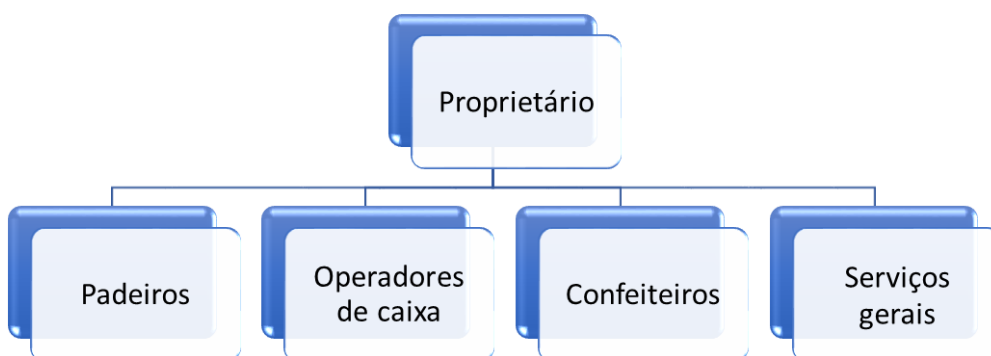 Proprietário
Padeiros
Operadores
de caixa
Confeiteiros
Serviços
gerais